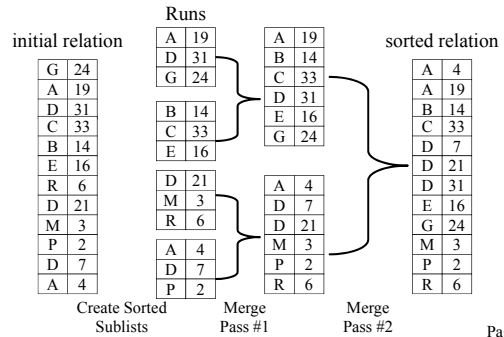 Runs
initial relation
sorted relation
G 24
A 19
D 31
C 33
B 14
E 16
R 6
D 21
M 3
P 2
D 7
A 4
A 19
D 31
G 24
B 14
C 33
E 16
D 21
M 3
R 6
A 4
D 7
P 2
A 19
B 14
C 33
D 31
E 16
G 24
A 4
D 7
D 21
M 3
P 2
R 6
A 4
A 19
B 14
C 33
D 7
D 21
D 31
E 16
G 24
M 3
P 2
R 6
Create Sorted
Sublists
Merge
Pass #1
Merge
Pass #2
Pa